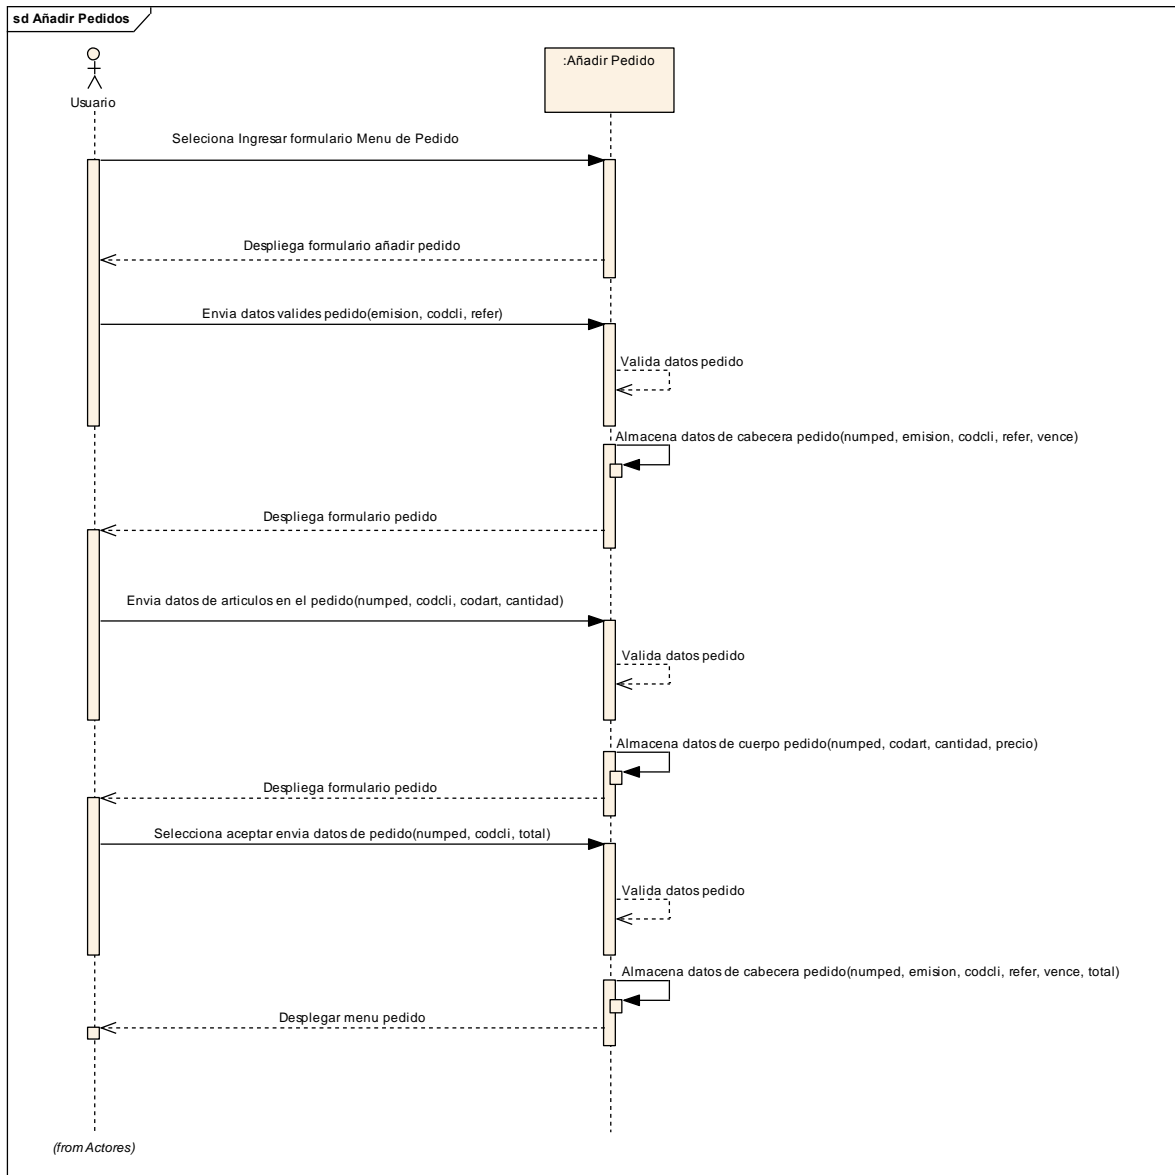 sd Añadir Pedidos
:Añadir Pedido
Usuario
Seleciona Ingresar formulario Menu de Pedido
Despliega formulario añadir pedido
Envia datos valides pedido(emision, codcli, refer)
Valida datos pedido
Almacena datos de cabecera pedido(numped, emision, codcli, refer, vence)
Despliega formulario pedido
Envia datos de articulos en el pedido(numped, codcli, codart, cantidad)
Valida datos pedido
Almacena datos de cuerpo pedido(numped, codart, cantidad, precio)
Despliega formulario pedido
Selecciona aceptar envia datos de pedido(numped, codcli, total)
Valida datos pedido
Almacena datos de cabecera pedido(numped, emision, codcli, refer, vence, total)
Desplegar menu pedido
(from Actores)